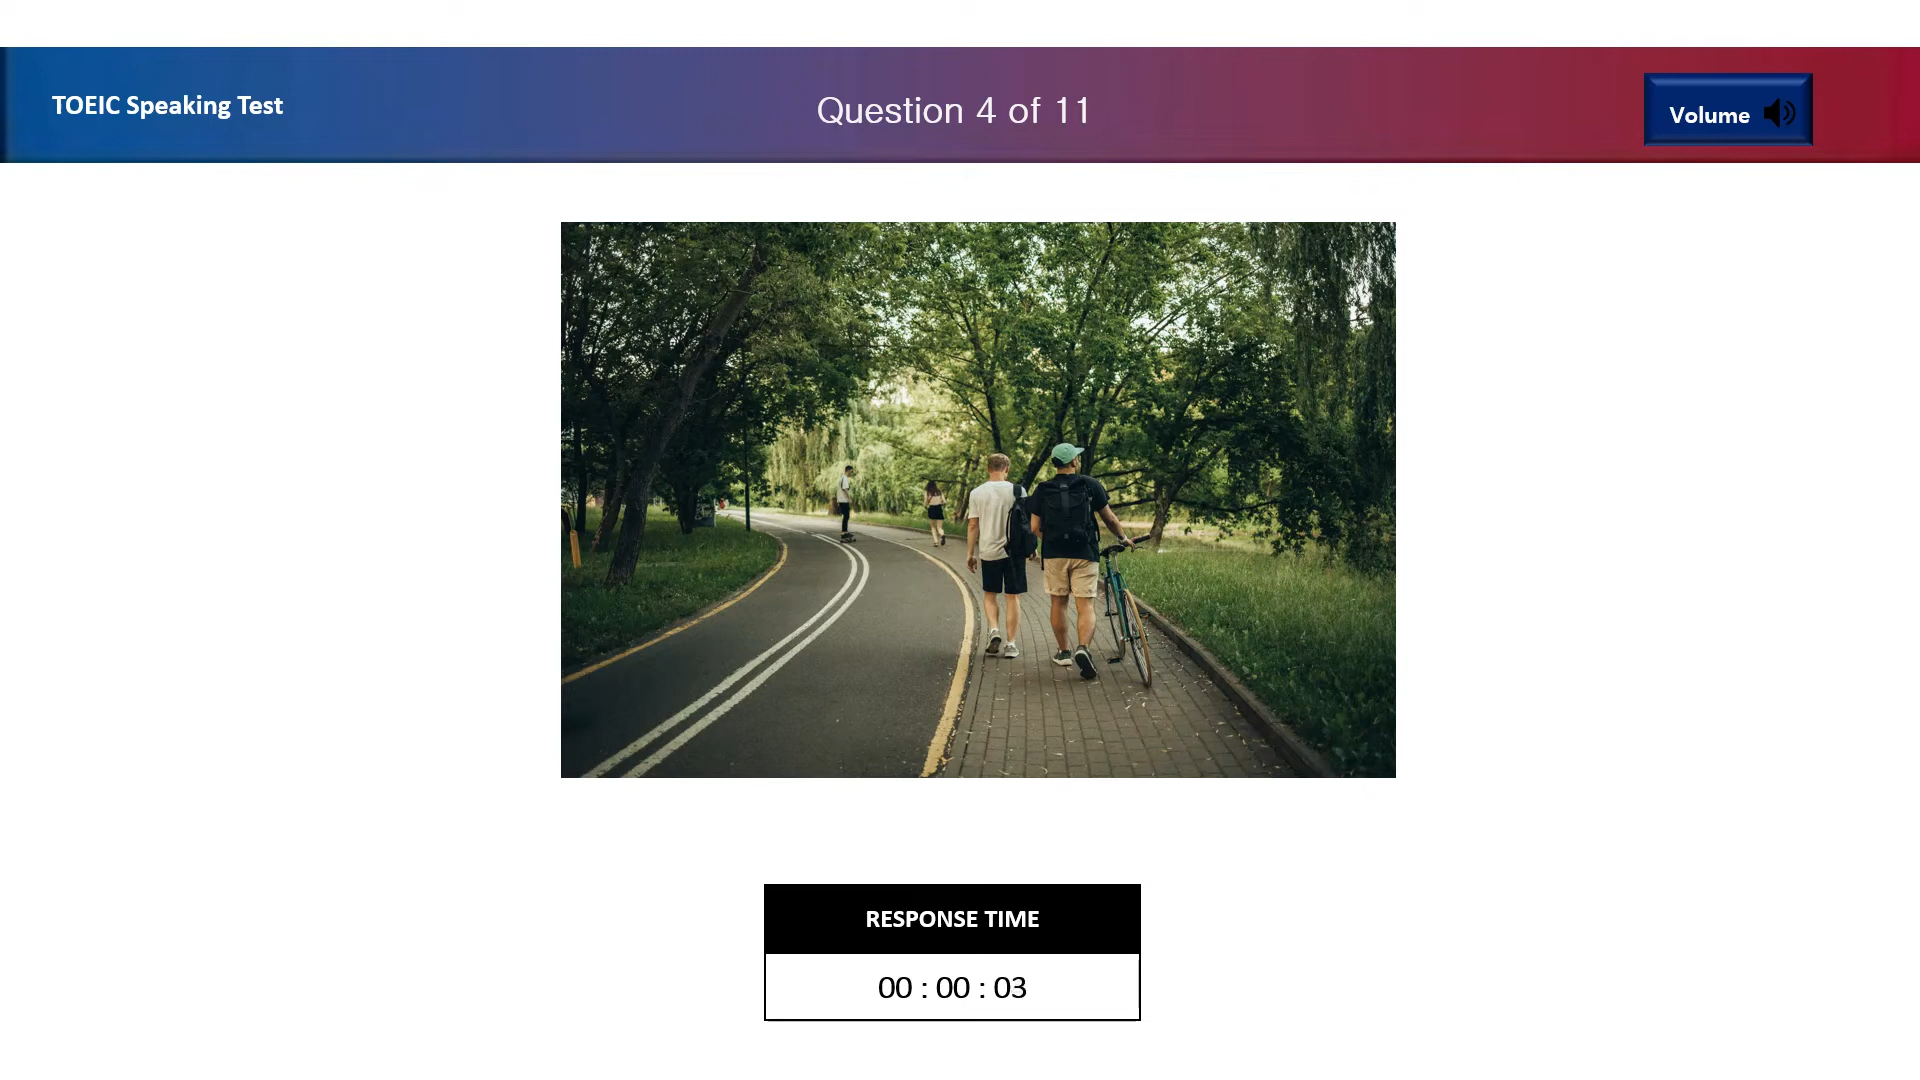 TOEIC Speaking Test
Question 4 of 11
Volume
RESPONSE TIME
00 : 00 : 03